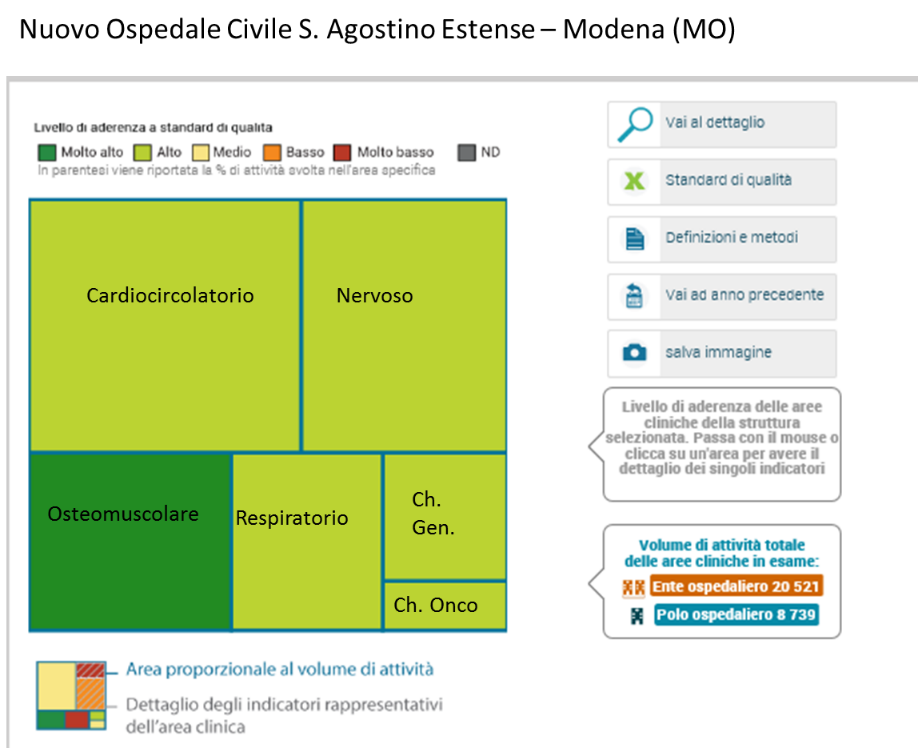 Nuovo Ospedale Civile S. Agostino Estense – Modena (MO)
Livello di aderenza a standard di qualita
Molto alto Alto Medio Basso Molto basso ND
In parentesi viene riportata la % di attività svolta nell'area specifica
Cardiocircolatorio
Nervoso
Osteomuscolare
Respiratorio
Ch.
Gen.
Ch. Onco
Area proporzionale al volume di attività
Dettaglio degli indicatori rappresentativi
dell'area clinica
Vai al dettaglio
Standard di qualità
Definizioni e metodi
Vai ad anno precedente
salva immagine
Livello di aderenza delle aree
cliniche della struttura
selezionata. Passa con il mouse o
clicca su un'area per avere il
dettaglio dei singoli indicatori
Volume di attività totale
delle aree cliniche in esame:
Ente ospedaliero 20 521
Polo ospedaliero 8 739